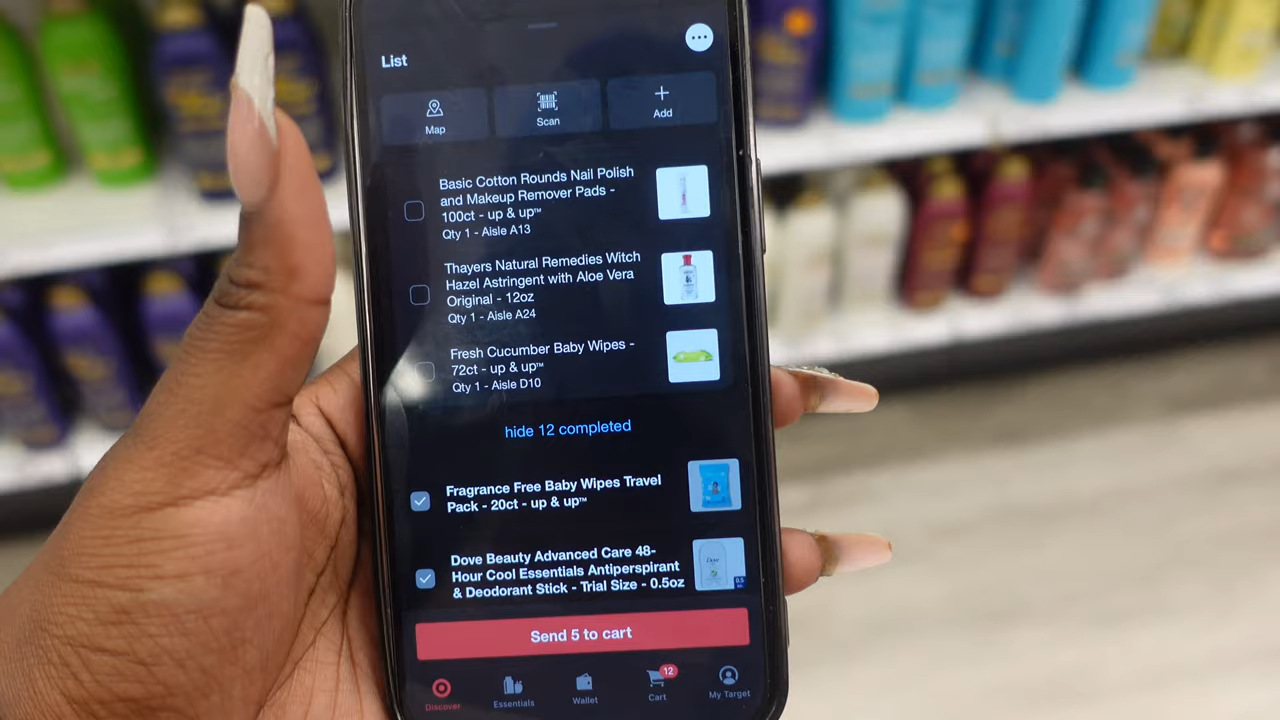 List
Map
Scan
Add
Basic Cotton Rounds Nail Polish
and Makeup Remover Pads -
100ct - up & up™
Qty 1 - Aisle A13
Thayers Natural Remedies Witch
Hazel Astringent with Aloe Vera
Original - 12oz
Qty 1 - Aisle A24
Fresh Cucumber Baby Wipes -
72ct - up & up™
Qty 1 - Aisle D10
hide 12 completed
Fragrance Free Baby Wipes Travel
Pack - 20ct - up & up™
Dove Beauty Advanced Care 48-
Hour Cool Essentials Antiperspirant
& Deodorant Stick - Trial Size - 0.5oz
Dove
0.5
Send 5 to cart
12
Discover
Essentials
Wallet
Cart
My Target